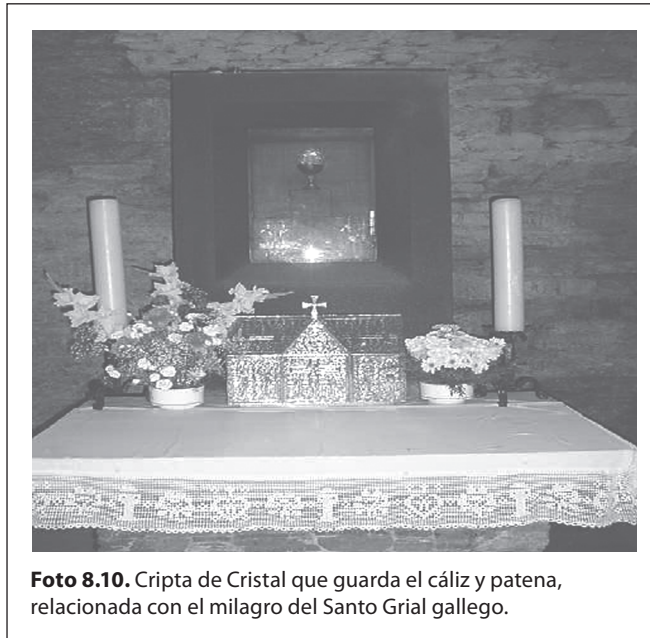 Foto 8.10. Cripta de Cristal que guarda el cáliz y patena,
relacionada con el milagro del Santo Grial gallego.